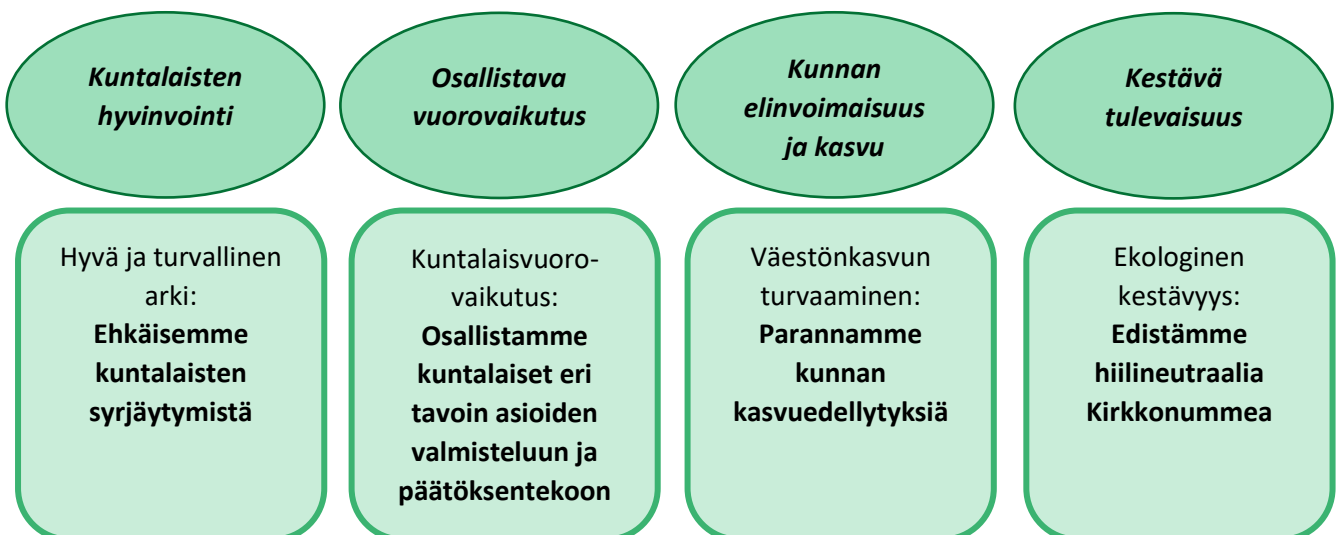 Kuntalaisten
hyvinvointi
Osallistava
vuorovaikutus
Kunnan
elinvoimaisuus
ja kasvu
Kestävä
tulevaisuus
Hyvä ja turvallinen
arki:
Ehkäisemme
kuntalaisten
syrjäytymistä
Kuntalaisvuoro-
vaikutus:
Osallistamme
kuntalaiset eri
tavoin asioiden
valmisteluun ja
päätöksentekoon
Väestönkasvun
turvaaminen:
Parannamme
kunnan
kasvuedellytyksiä
Ekologinen
kestävyys:
Edistämme
hiilineutraalia
Kirkkonummea